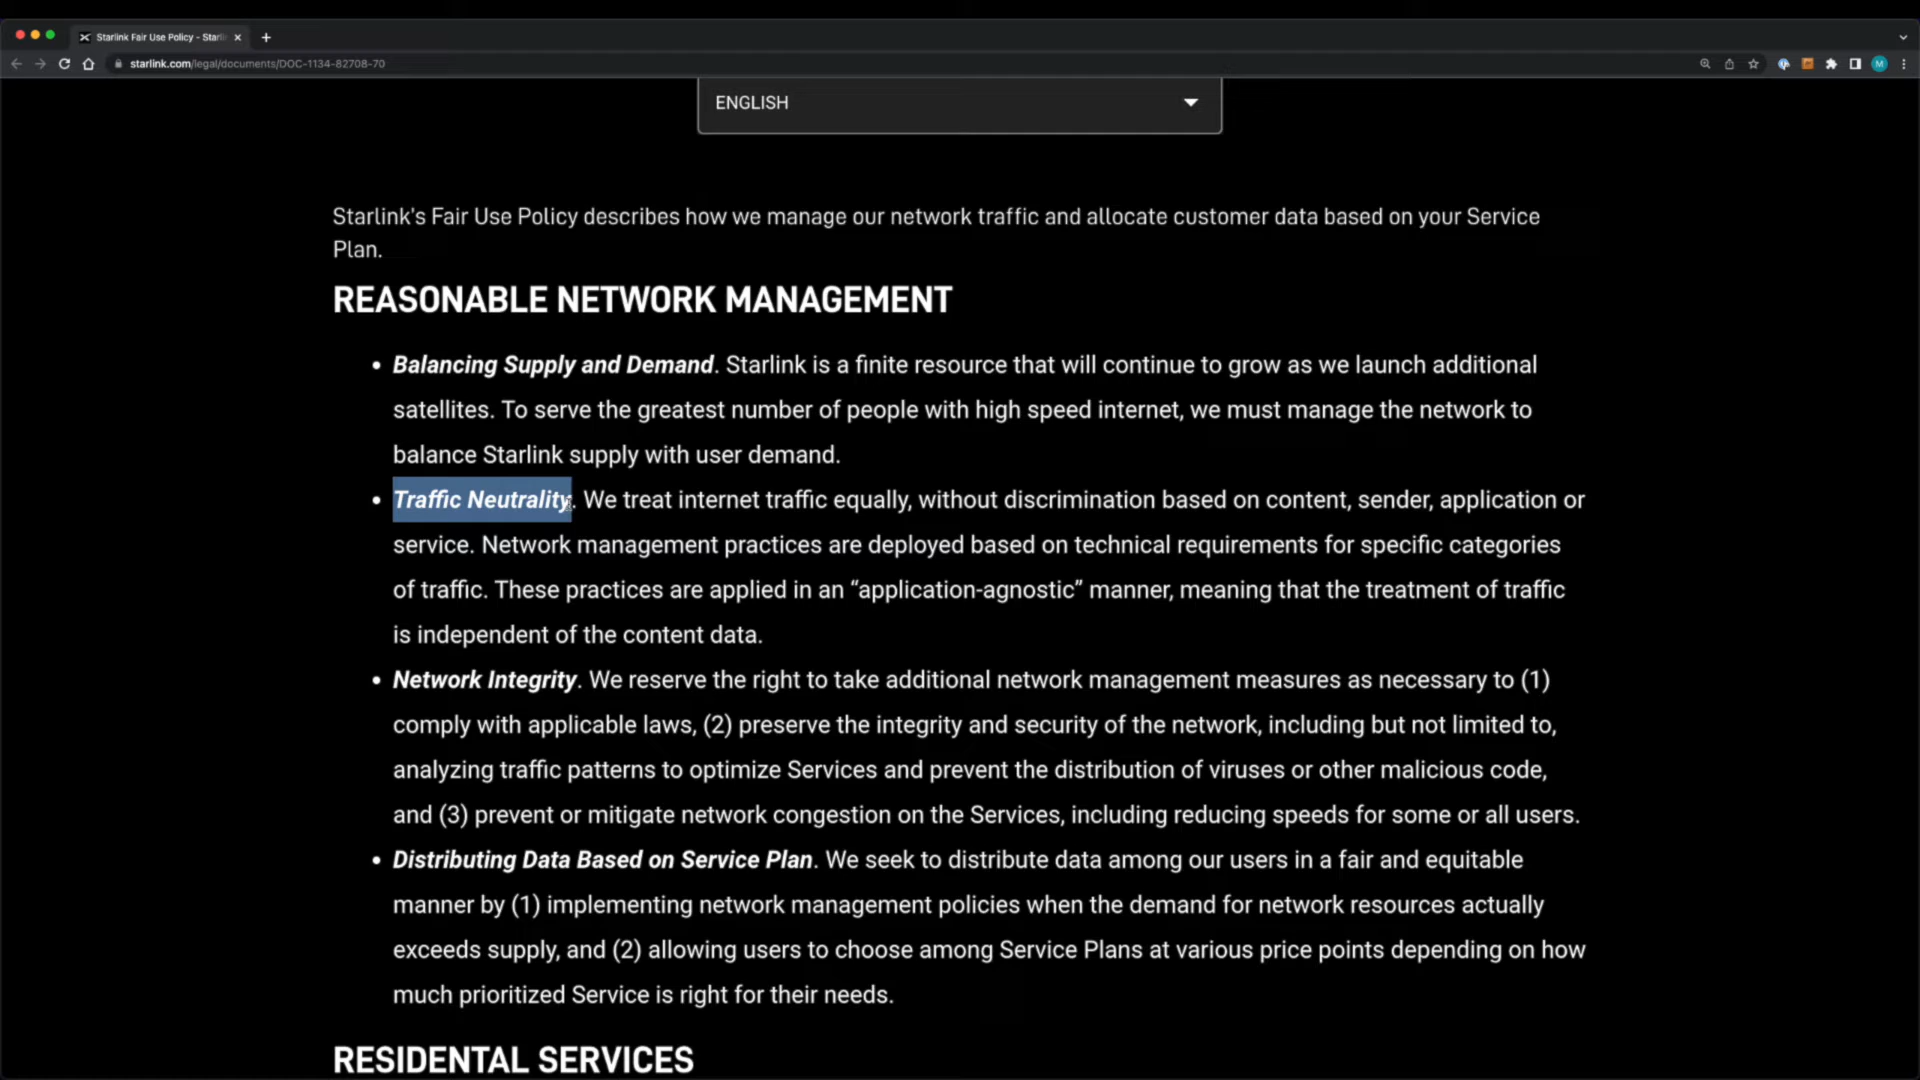 Starlink Fair Use Policy - Starli
starlink.com/legal/documents/DOC-1134-82708-70
M
ENGLISH
Starlink's Fair Use Policy describes how we manage our network traffic and allocate customer data based on your Service
Plan.
REASONABLE NETWORK MANAGEMENT
• Balancing Supply and Demand. Starlink is a finite resource that will continue to grow as we launch additional
satellites. To serve the greatest number of people with high speed internet, we must manage the network to
balance Starlink supply with user demand.
• Traffic Neutrality. We treat internet traffic equally, without discrimination based on content, sender, application or
service. Network management practices are deployed based on technical requirements for specific categories
of traffic. These practices are applied in an “application-agnostic” manner, meaning that the treatment of traffic
is independent of the content data.
• Network Integrity. We reserve the right to take additional network management measures as necessary to (1)
comply with applicable laws, (2) preserve the integrity and security of the network, including but not limited to,
analyzing traffic patterns to optimize Services and prevent the distribution of viruses or other malicious code,
and (3) prevent or mitigate network congestion on the Services, including reducing speeds for some or all users.
• Distributing Data Based on Service Plan. We seek to distribute data among our users in a fair and equitable
manner by (1) implementing network management policies when the demand for network resources actually
exceeds supply, and (2) allowing users to choose among Service Plans at various price points depending on how
much prioritized Service is right for their needs.
RESIDENTAL SERVICES